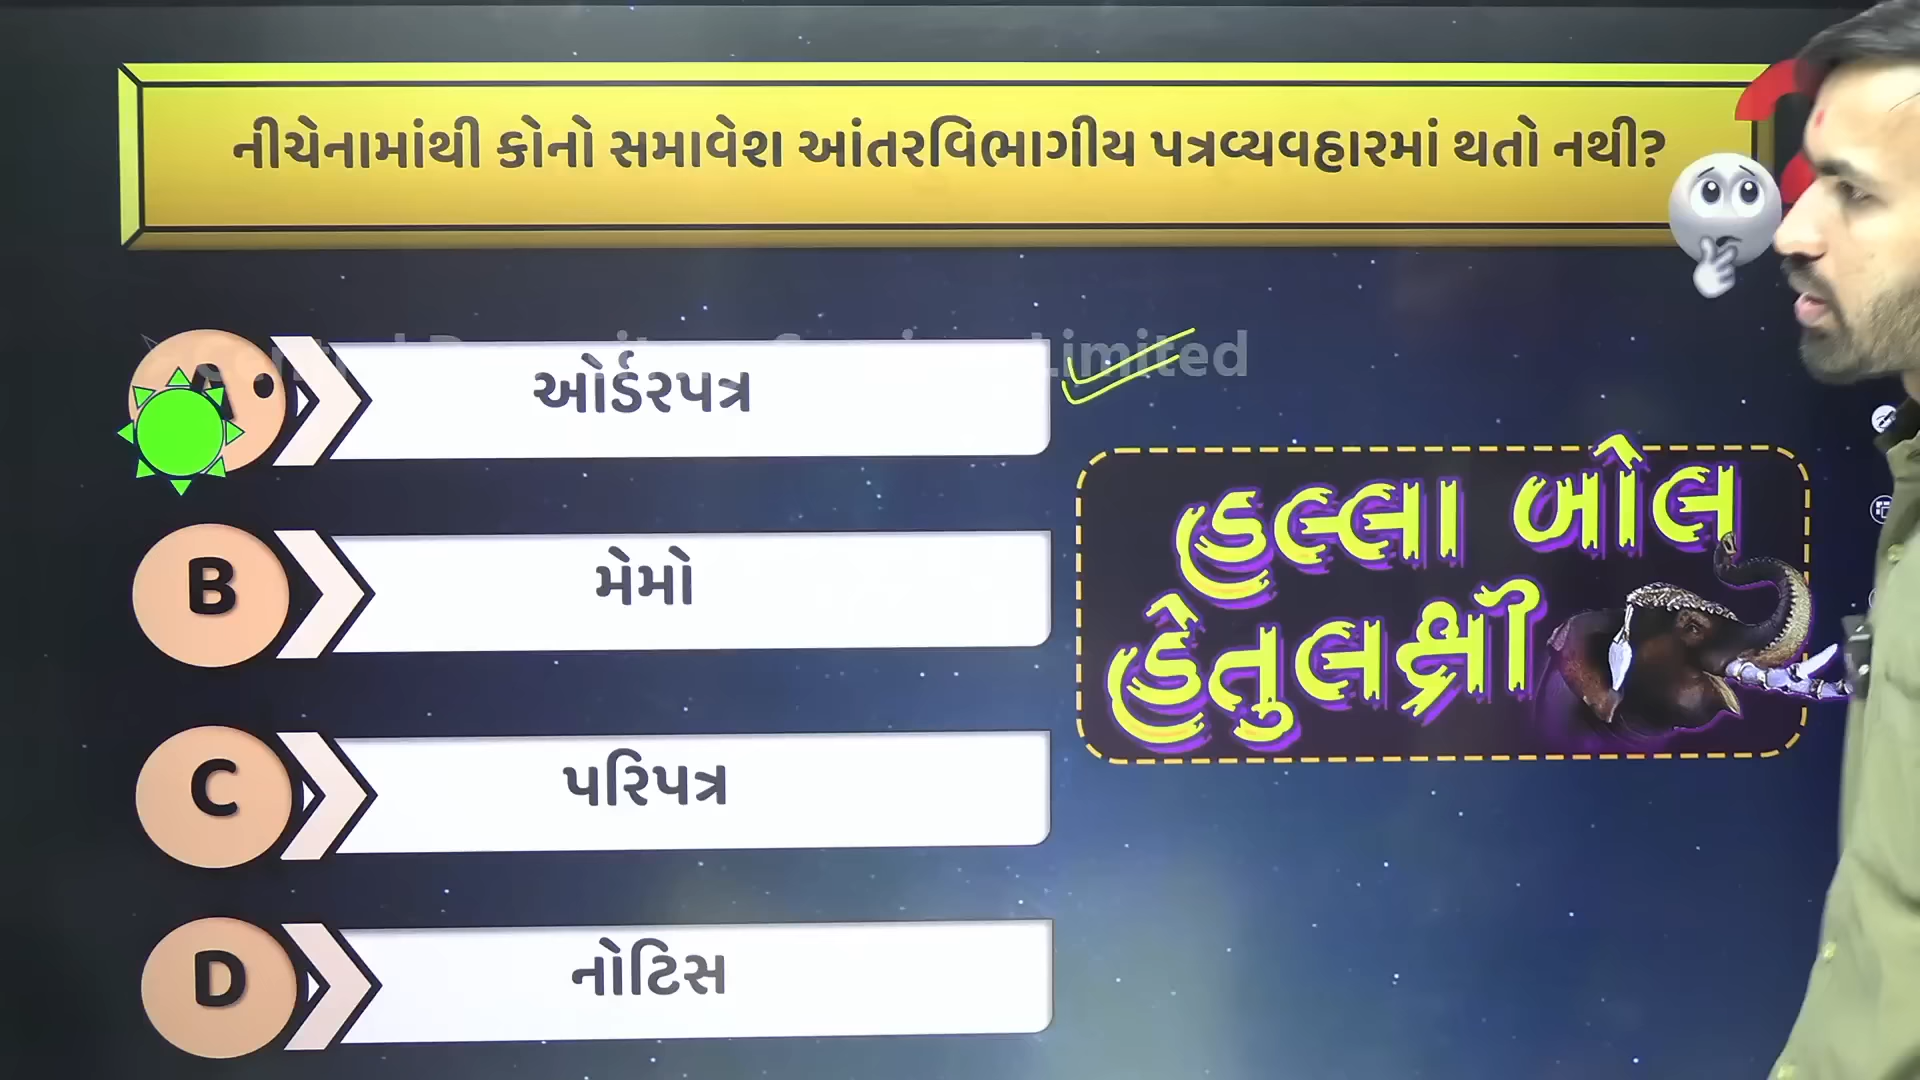 નીચેનામાંથી કોનો સમાવેશ આંતરવિભાગીય પત્રવ્યવહારમાં થતો નથી?
A
ઓર્ડરપત્ર
Limited
B
મેમો
C
પરિપત્ર
D
નોટિસ
હલ્લા બોલ
હેતુલક્ષી